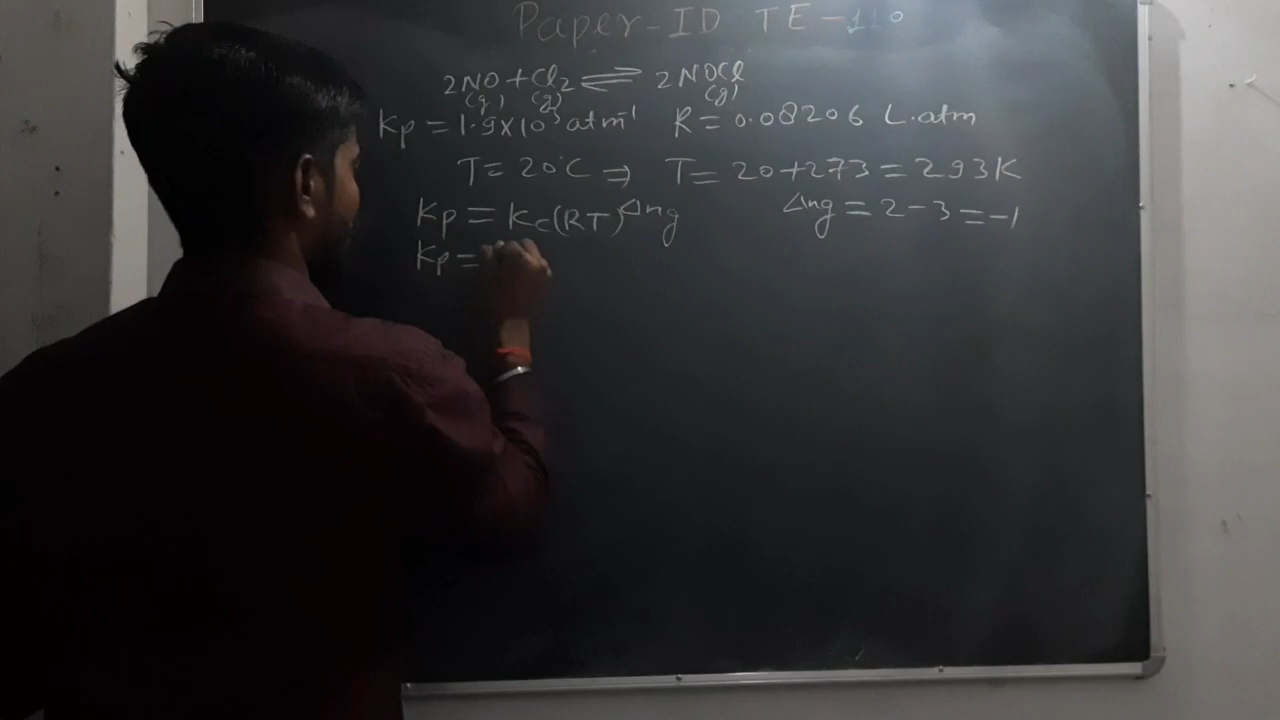 Paper-ID TE-110
2NO + Cl2 ⇌ 2NOCl
(g) (g) (g)
Kp = 1.9×10³ atm⁻¹ R = 0.08206 L.atm
T = 20°C ⇒ T = 20+273 = 293K
Kp = Kc(RT)^Δng Δng = 2-3 = -1
Kp =